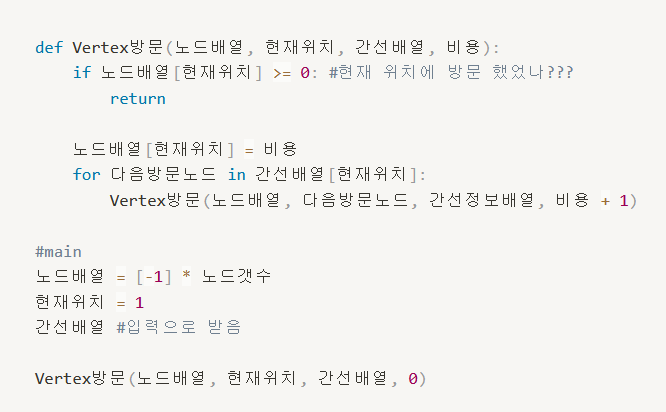 def Vertex방문(노드배열, 현재위치, 간선배열, 비용):
if 노드배열[현재위치] >= 0: #현재 위치에 방문 했었나???
return
노드배열[현재위치] = 비용
for 다음방문노드 in 간선배열[현재위치]:
Vertex방문(노드배열, 다음방문노드, 간선정보배열, 비용 + 1)
#main
노드배열 = [-1] * 노드갯수
현재위치 = 1
간선배열 #입력으로 받음
Vertex방문(노드배열, 현재위치, 간선배열, 0)